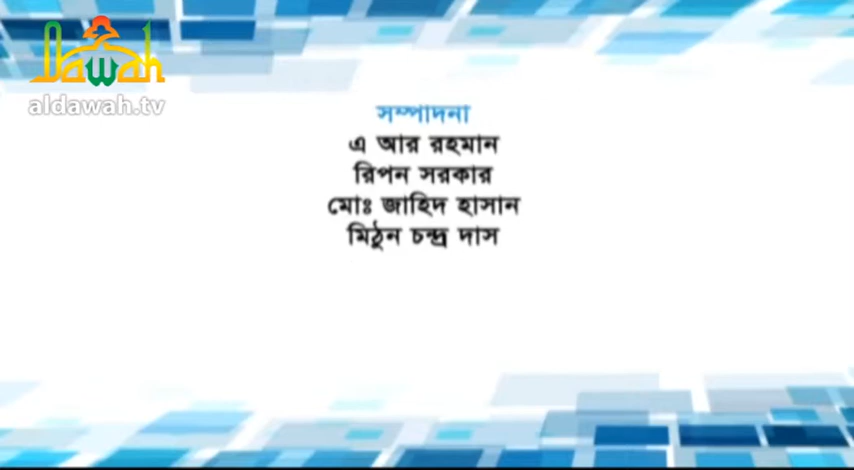 Dawah
aldawah.tv
সম্পাদনা
এ আর রহমান
রিপন সরকার
মোঃ জাহিদ হাসান
মিঠুন চন্দ্র দাস